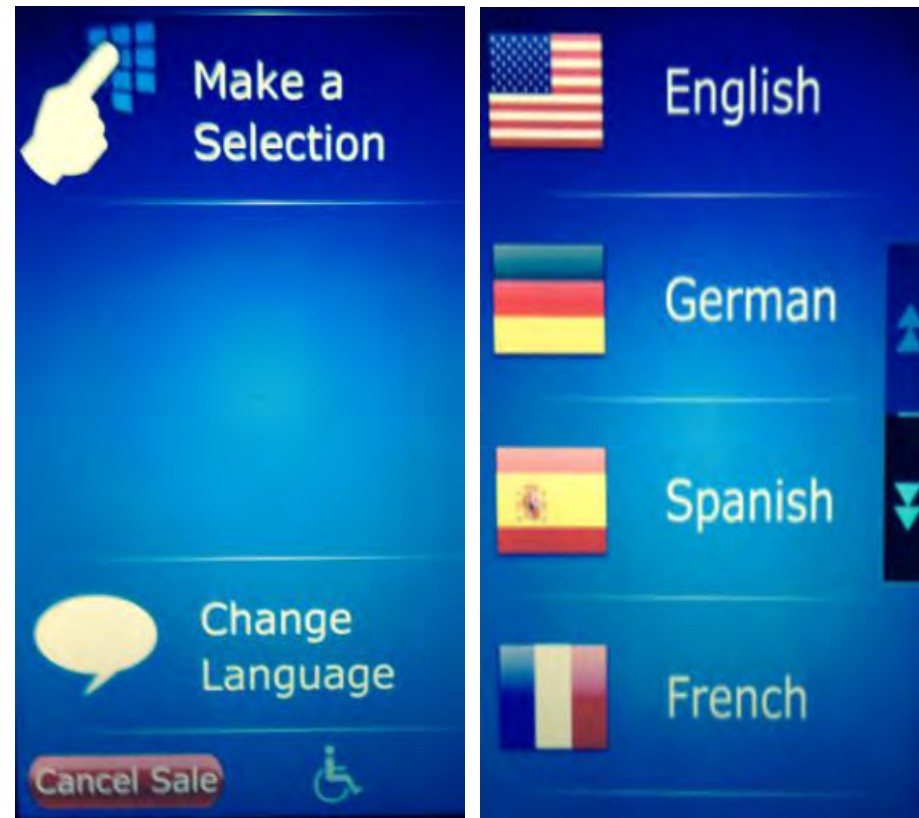 Make a
Selection
Change
Language
Cancel Sale
English
German
Spanish
French